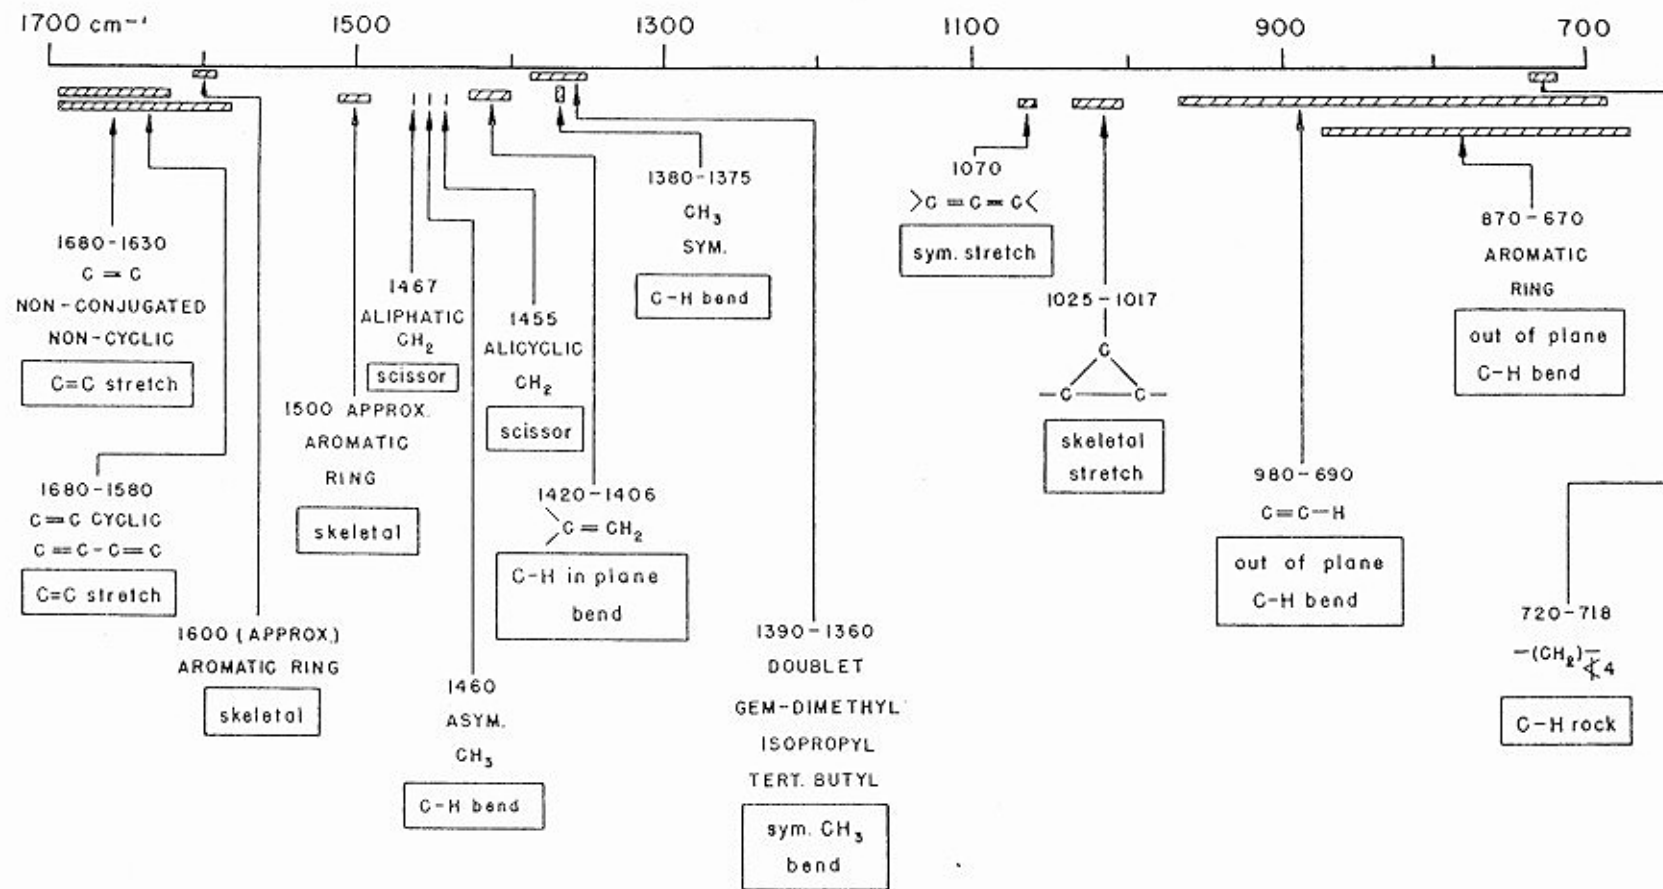 1700 cm⁻¹ 1500 1300 1100 900 700
1680-1630
C=C
NON-CONJUGATED
NON-CYCLIC
C=C stretch
1680-1580
C=C CYCLIC
C=C-C=C
C=C stretch
1600 (APPROX.)
AROMATIC RING
skeletal
1500 APPROX.
AROMATIC
RING
skeletal
1467
ALIPHATIC
CH₂
scissor
1460
ASYM.
CH₃
C-H bend
1455
ALICYCLIC
CH₂
scissor
1420-1406
>C=CH₂
C-H in plane
bend
1380-1375
CH₃
SYM.
C-H bend
1390-1360
DOUBLET
GEM-DIMETHYL
ISOPROPYL
TERT. BUTYL
sym. CH₃
bend
1070
>C=C=C<
sym. stretch
1025-1017
C
-C C-
skeletal
stretch
980-690
C=C-H
out of plane
C-H bend
870-670
AROMATIC
RING
out of plane
C-H bend
720-718
-(CH₂)-≮4
C-H rock